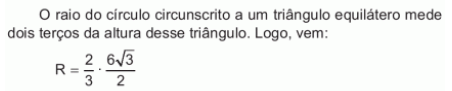 O raio do círculo circunscrito a um triângulo equilátero mede
dois terços da altura desse triângulo. Logo, vem:
R = 2/3 · 6√3/2